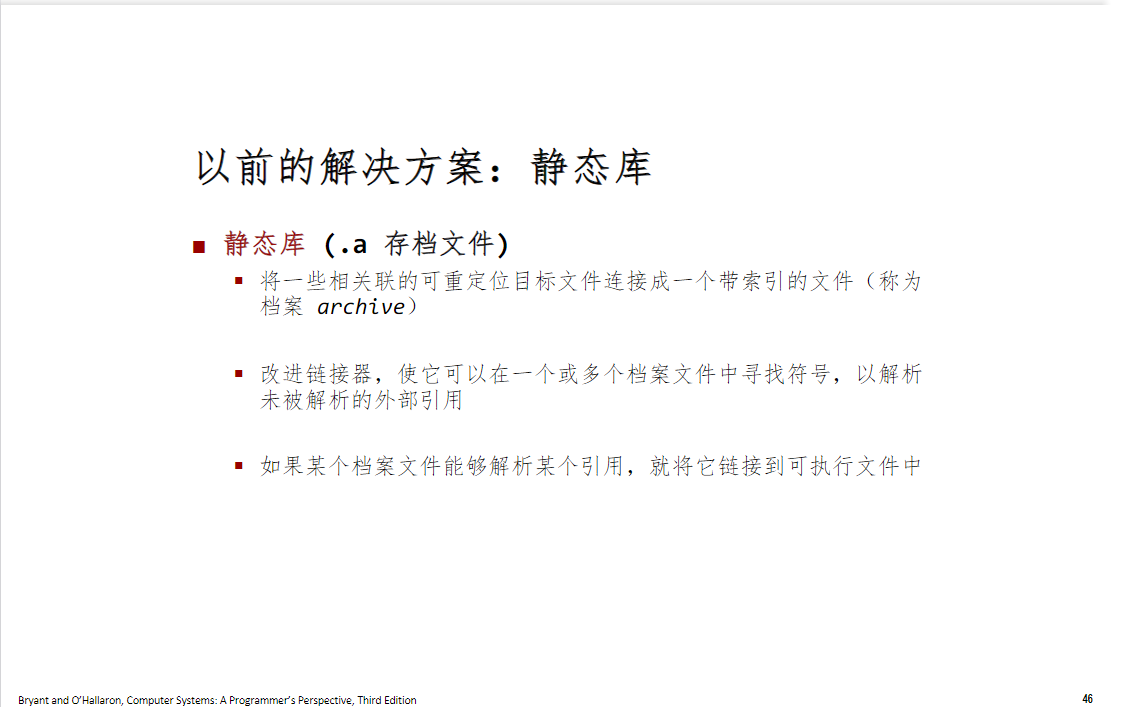 以前的解决方案：静态库
■ 静态库 (.a 存档文件)
▪ 将一些相关联的可重定位目标文件连接成一个带索引的文件（称为
档案 archive）
▪ 改进链接器，使它可以在一个或多个档案文件中寻找符号，以解析
未被解析的外部引用
▪ 如果某个档案文件能够解析某个引用，就将它链接到可执行文件中
Bryant and O’Hallaron, Computer Systems: A Programmer’s Perspective, Third Edition
46